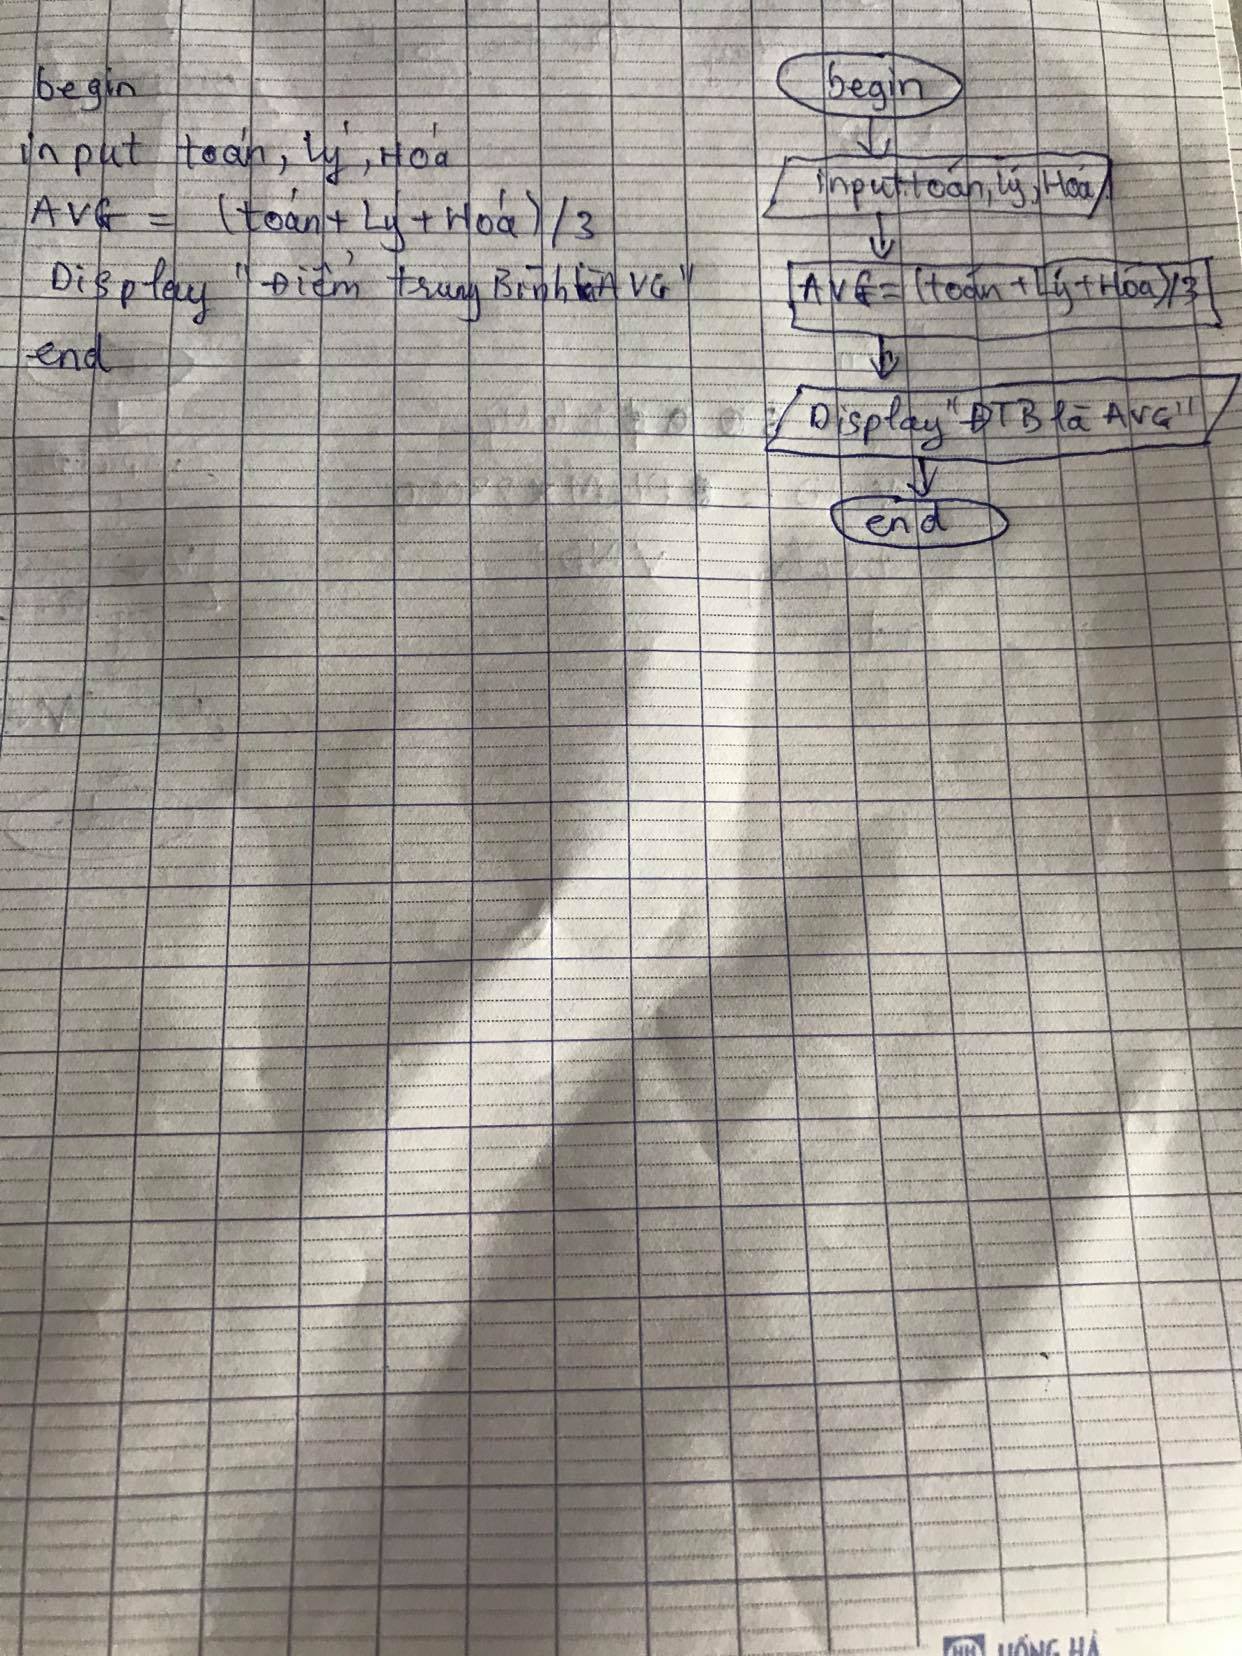 begin
input toán, Lý, Hoá
AVG = (toán + Lý + Hoá) / 3
Display "Điểm trung Bình là AVG"
end
begin
input toán, lý, Hoá
AVG = (toán + Lý + Hóa) / 3
Display "ĐTB là AVG"
end
HH HỒNG HÀ